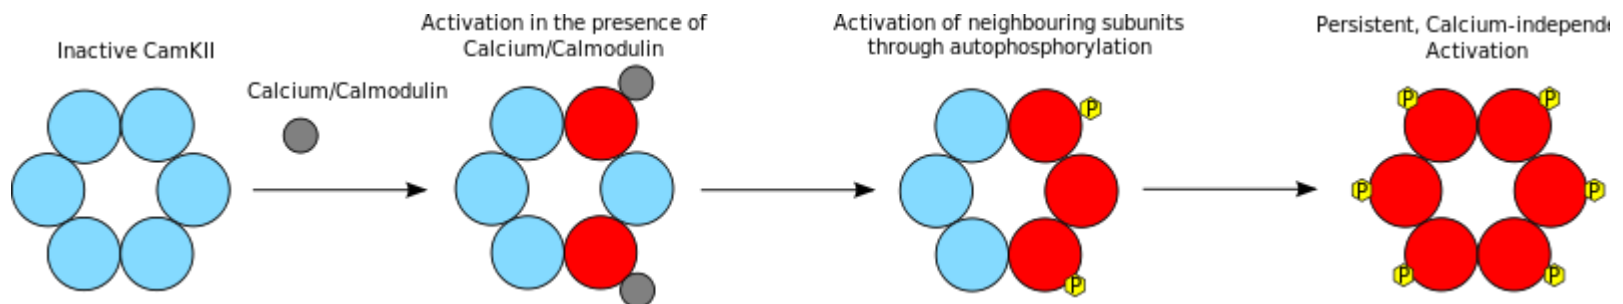 Inactive CamKII
Calcium/Calmodulin
Activation in the presence of
Calcium/Calmodulin
Activation of neighbouring subunits
through autophosphorylation
P
P
Persistent, Calcium-independe
Activation
P
P
P
P
P
P